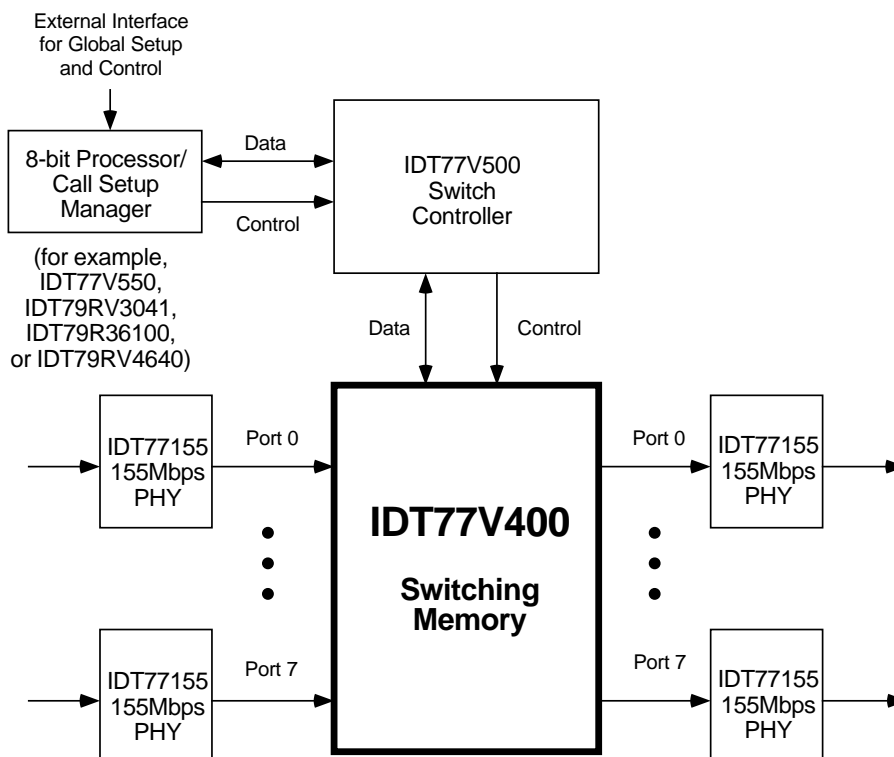 External Interface
for Global Setup
and Control
8-bit Processor/
Call Setup
Manager
Data
Control
IDT77V500
Switch
Controller
(for example,
IDT77V550,
IDT79RV3041,
IDT79R36100,
or IDT79RV4640)
Data
Control
IDT77155
155Mbps
PHY
Port 0
IDT77V400
Switching
Memory
Port 0
IDT77155
155Mbps
PHY
IDT77155
155Mbps
PHY
Port 7
Port 7
IDT77155
155Mbps
PHY